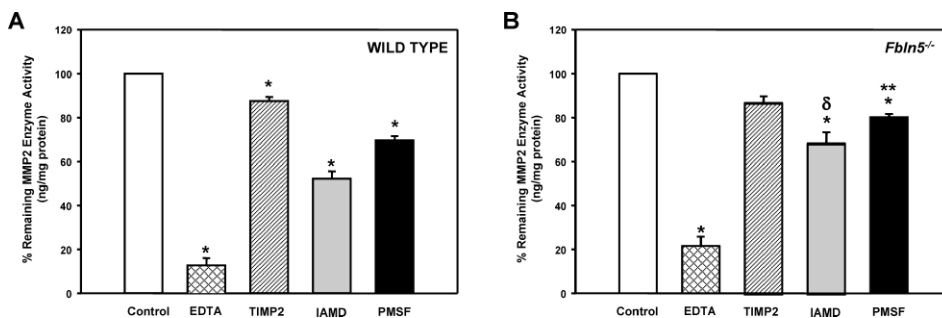 A
WILD TYPE
% Remaining MMP2 Enzyme Activity
(ng/mg protein)
120
100
80
60
40
20
0
*
*
*
*
Control EDTA TIMP2 IAMD PMSF
B
Fbln5-/-
% Remaining MMP2 Enzyme Activity
(ng/mg protein)
120
100
80
60
40
20
0
*
δ
*
**
*
Control EDTA TIMP2 IAMD PMSF